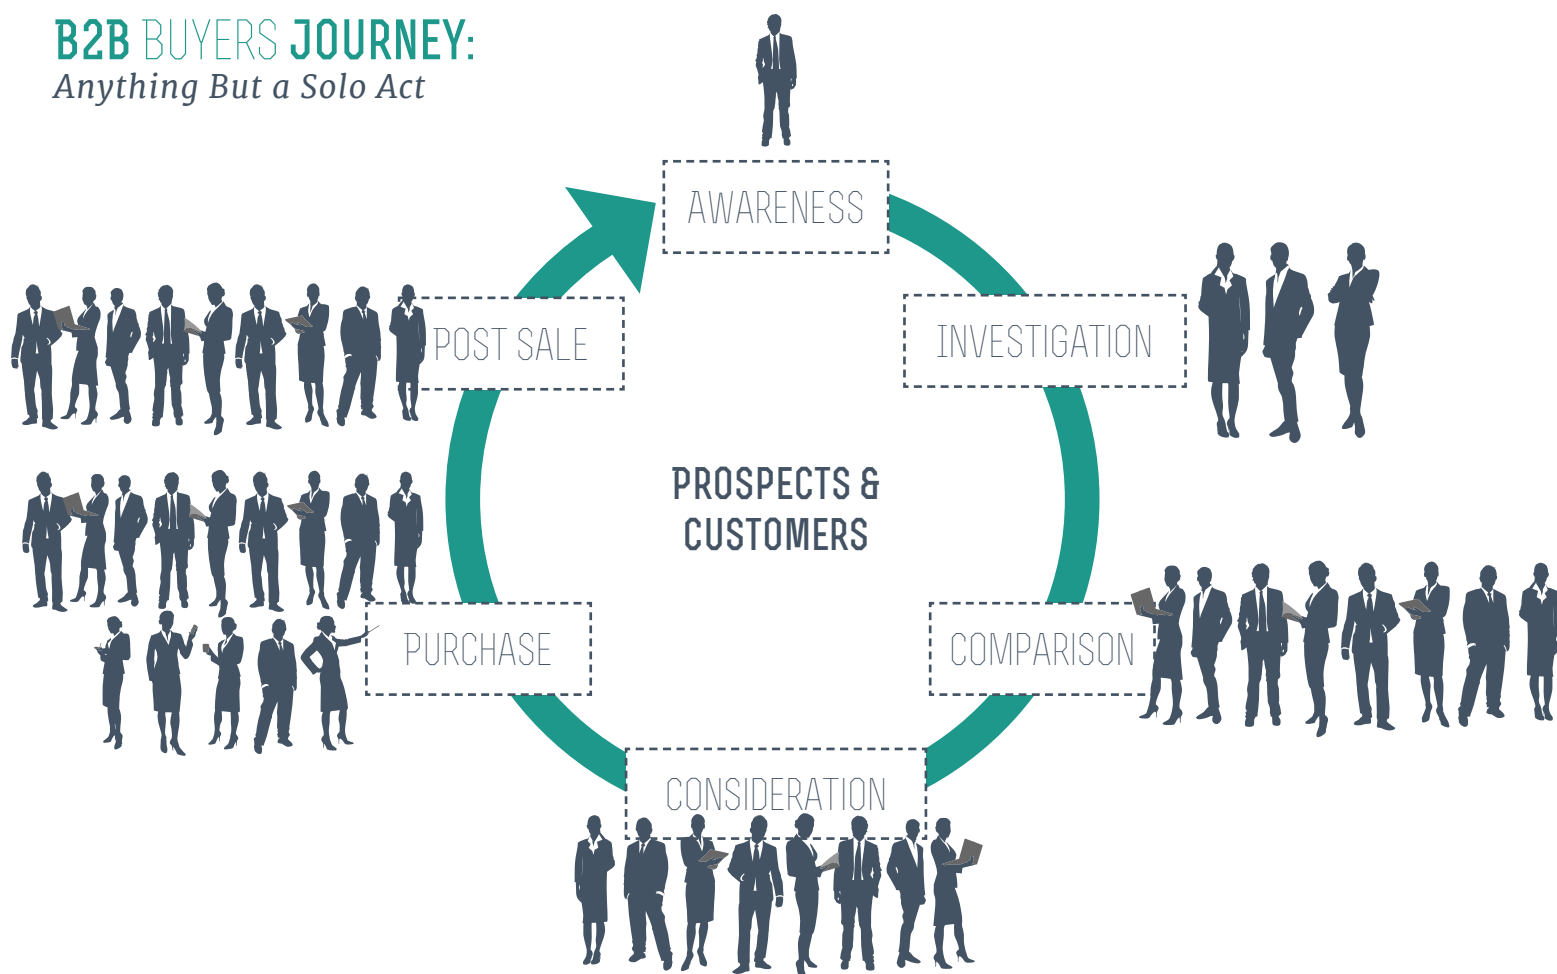 B2B BUYERS JOURNEY:
Anything But a Solo Act
AWARENESS
INVESTIGATION
COMPARISON
CONSIDERATION
PURCHASE
POST SALE
PROSPECTS &
CUSTOMERS